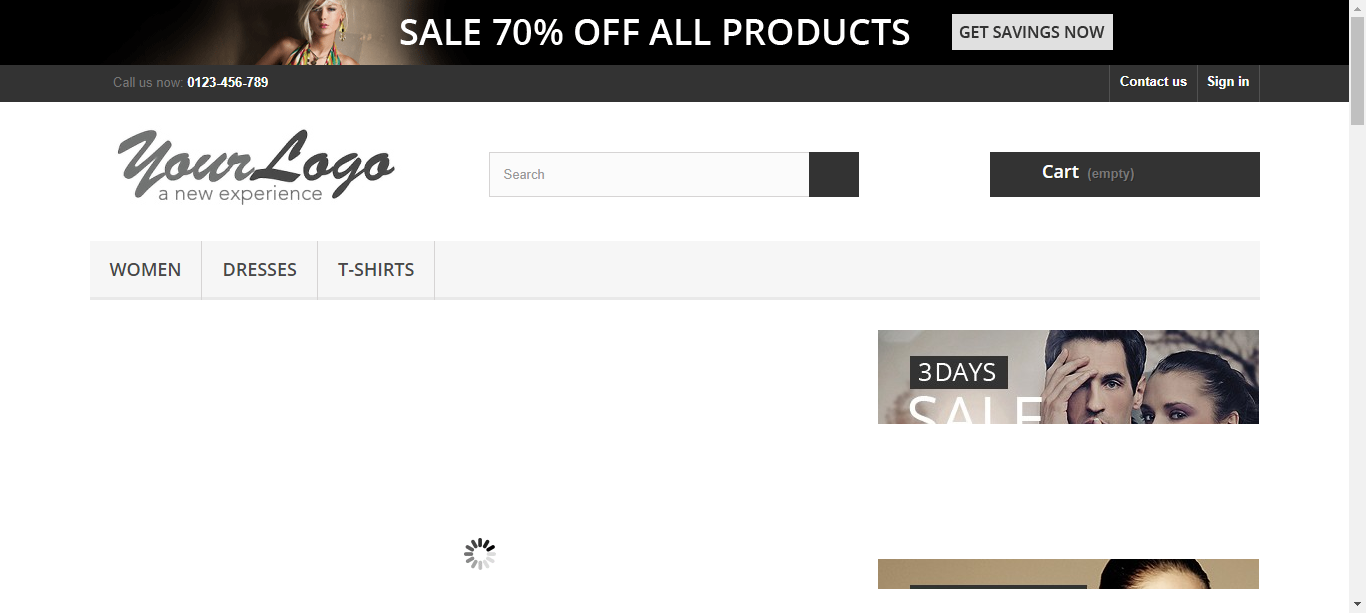 SALE 70% OFF ALL PRODUCTS
GET SAVINGS NOW
Call us now: 0123-456-789
Contact us
Sign in
YourLogo
a new experience
Search
Cart (empty)
WOMEN
DRESSES
T-SHIRTS
3 DAYS
SALE